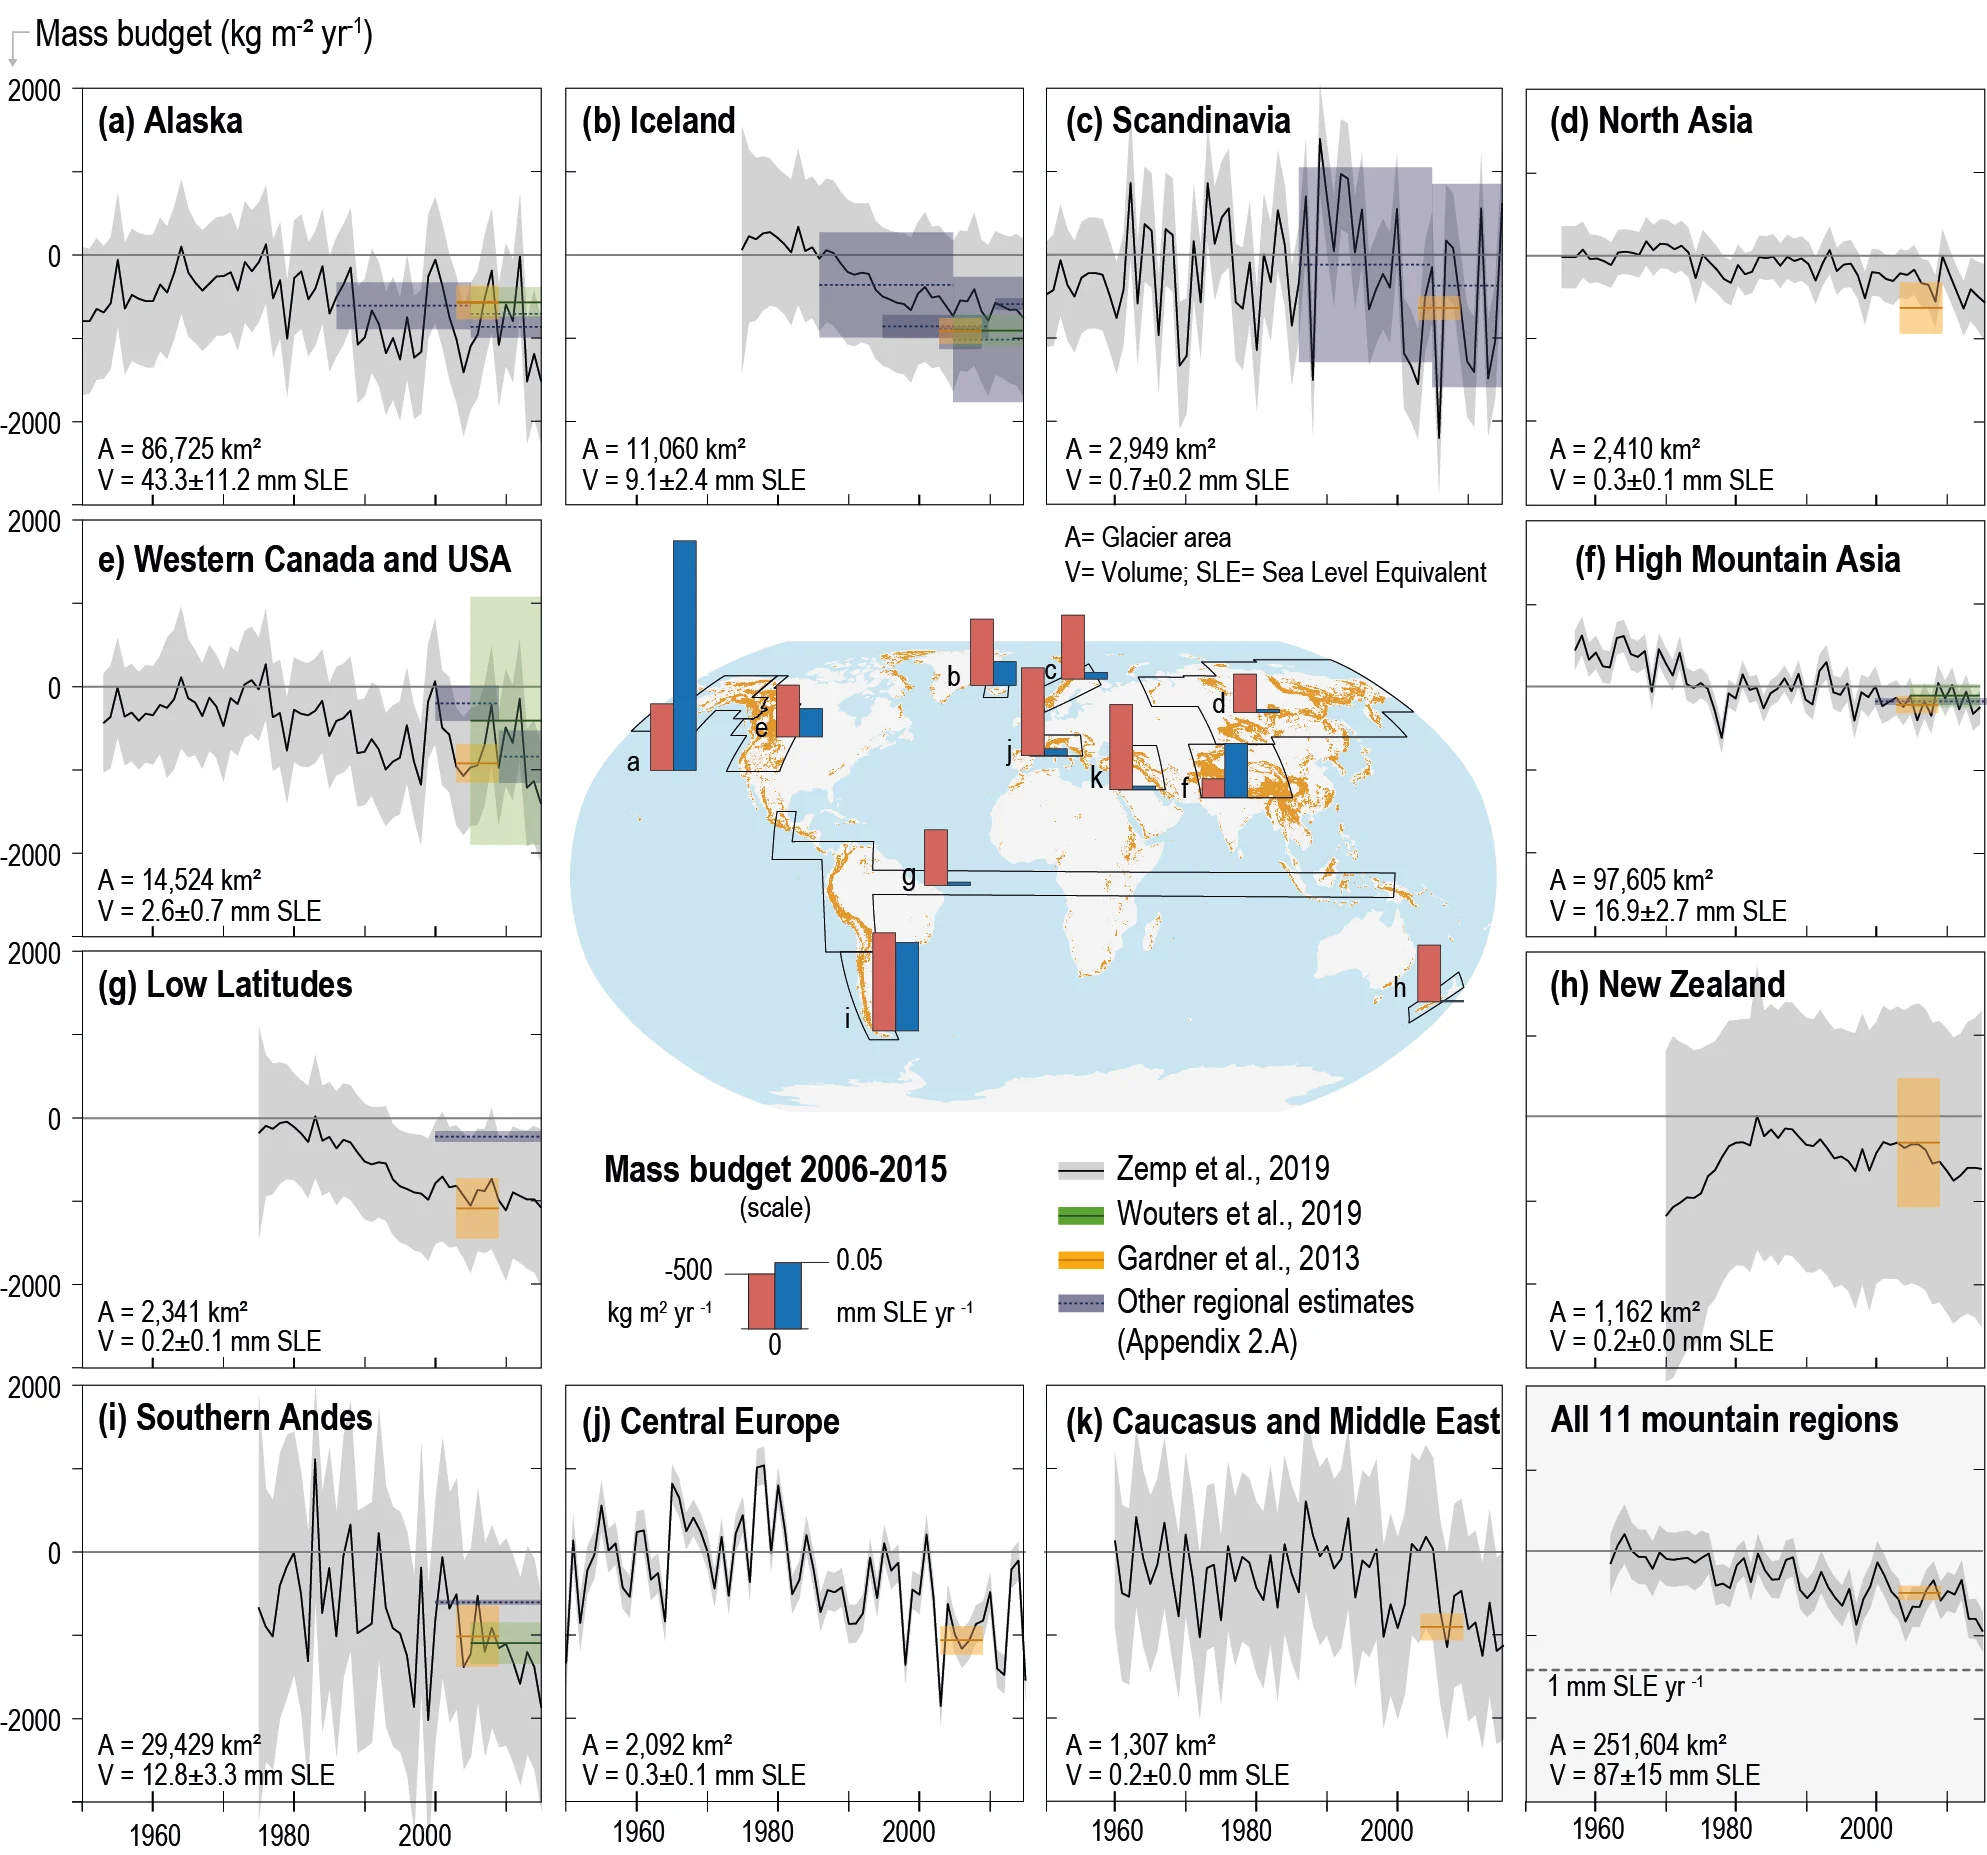 Mass budget (kg m⁻² yr⁻¹)
2000
0
-2000
(a) Alaska
A = 86,725 km²
V = 43.3±11.2 mm SLE
(b) Iceland
A = 11,060 km²
V = 9.1±2.4 mm SLE
(c) Scandinavia
A = 2,949 km²
V = 0.7±0.2 mm SLE
(d) North Asia
A = 2,410 km²
V = 0.3±0.1 mm SLE
2000
0
-2000
e) Western Canada and USA
A = 14,524 km²
V = 2.6±0.7 mm SLE
A= Glacier area
V= Volume; SLE= Sea Level Equivalent
a
e
b
c
j
k
d
f
g
i
h
(f) High Mountain Asia
A = 97,605 km²
V = 16.9±2.7 mm SLE
2000
0
-2000
(g) Low Latitudes
A = 2,341 km²
V = 0.2±0.1 mm SLE
Mass budget 2006-2015
(scale)
-500
0.05
kg m² yr ⁻¹
mm SLE yr ⁻¹
0
Zemp et al., 2019
Wouters et al., 2019
Gardner et al., 2013
Other regional estimates
(Appendix 2.A)
(h) New Zealand
A = 1,162 km²
V = 0.2±0.0 mm SLE
2000
0
-2000
(i) Southern Andes
A = 29,429 km²
V = 12.8±3.3 mm SLE
1960 1980 2000
(j) Central Europe
A = 2,092 km²
V = 0.3±0.1 mm SLE
1960 1980 2000
(k) Caucasus and Middle East
A = 1,307 km²
V = 0.2±0.0 mm SLE
1960 1980 2000
All 11 mountain regions
1 mm SLE yr ⁻¹
A = 251,604 km²
V = 87±15 mm SLE
1960 1980 2000